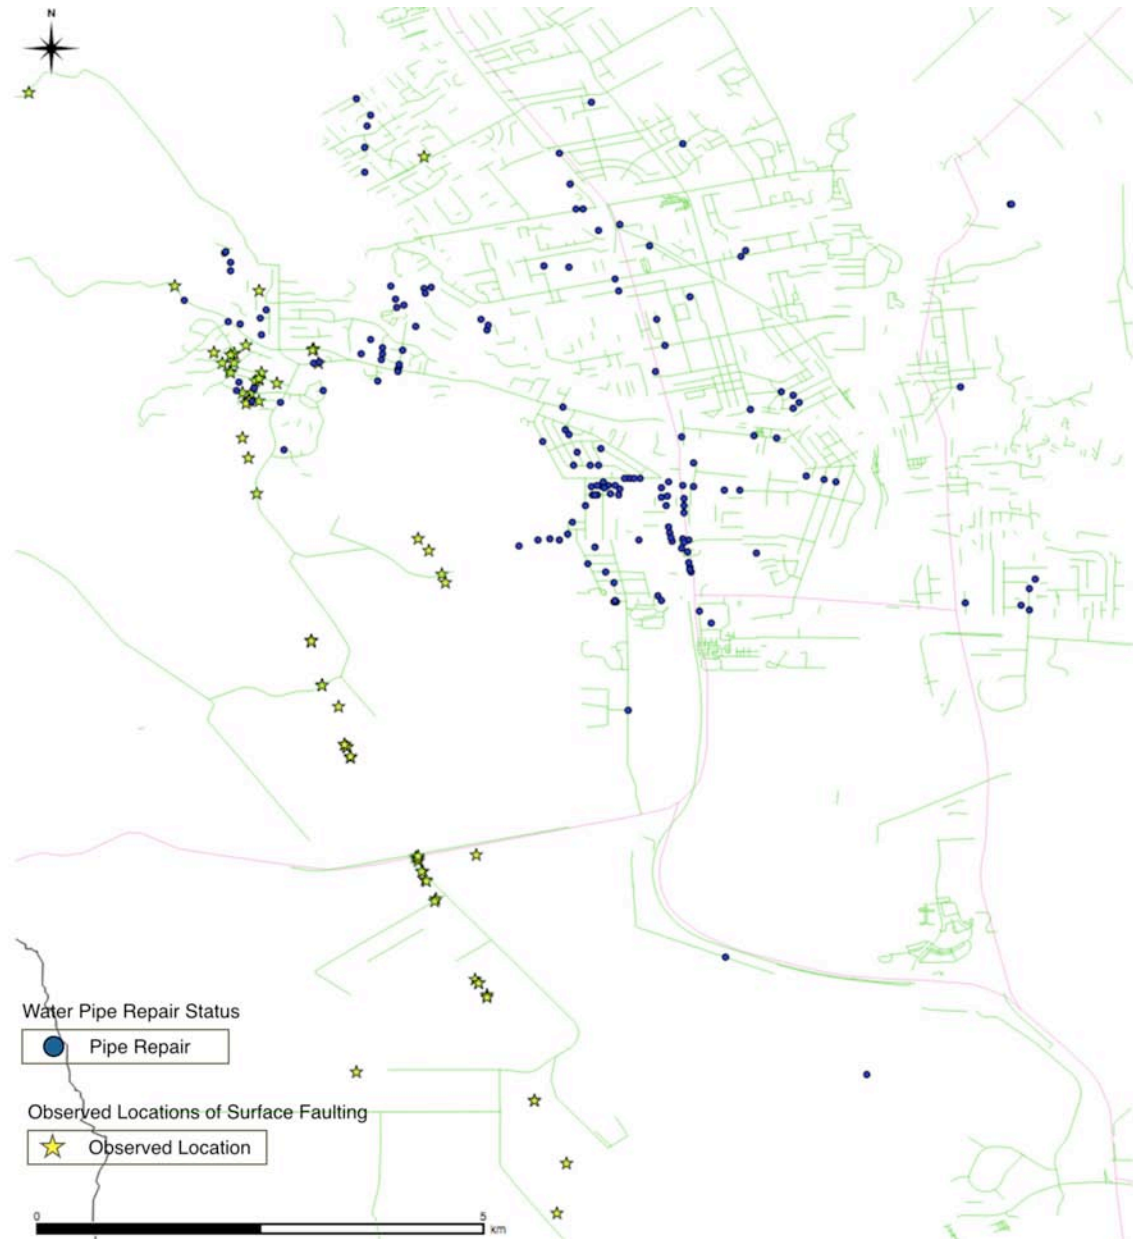 N
Water Pipe Repair Status
Pipe Repair
Observed Locations of Surface Faulting
Observed Location
0 5
km